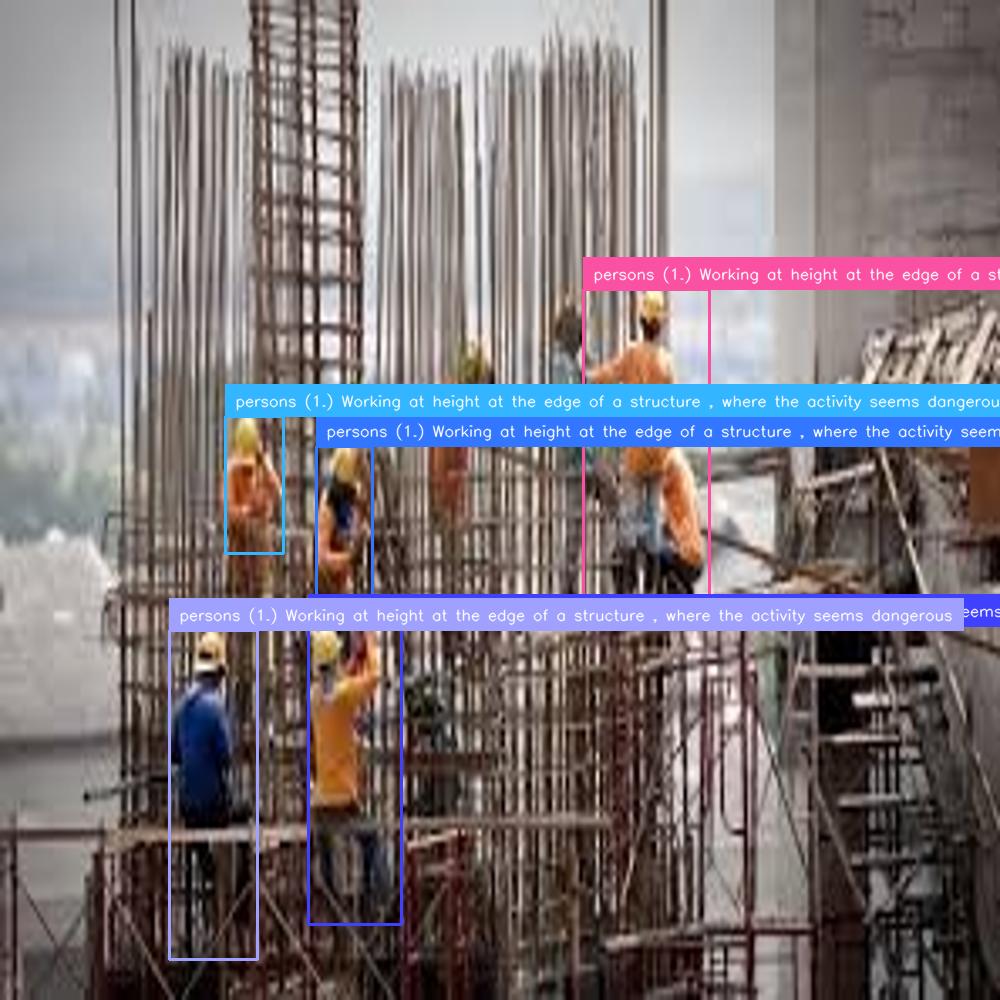 persons (1.) Working at height at the edge of a st
persons (1.) Working at height at the edge of a structure , where the activity seems dangerou
persons (1.) Working at height at the edge of a structure , where the activity seem
persons (1.) Working at height at the edge of a structure , where the activity seems dangerous
eems